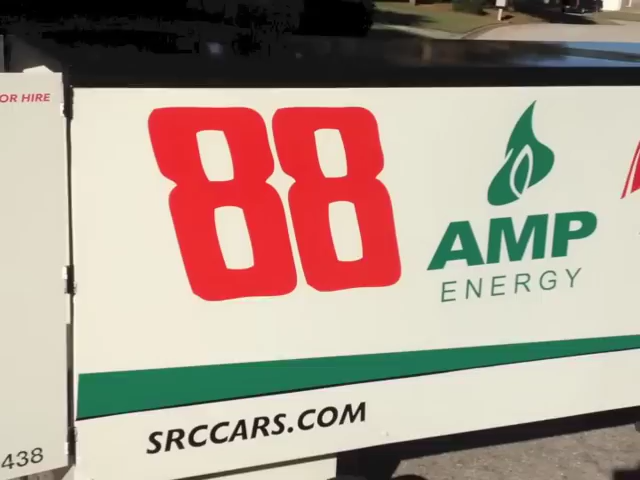 OR HIRE
88
AMP
ENERGY
SRCCARS.COM
438